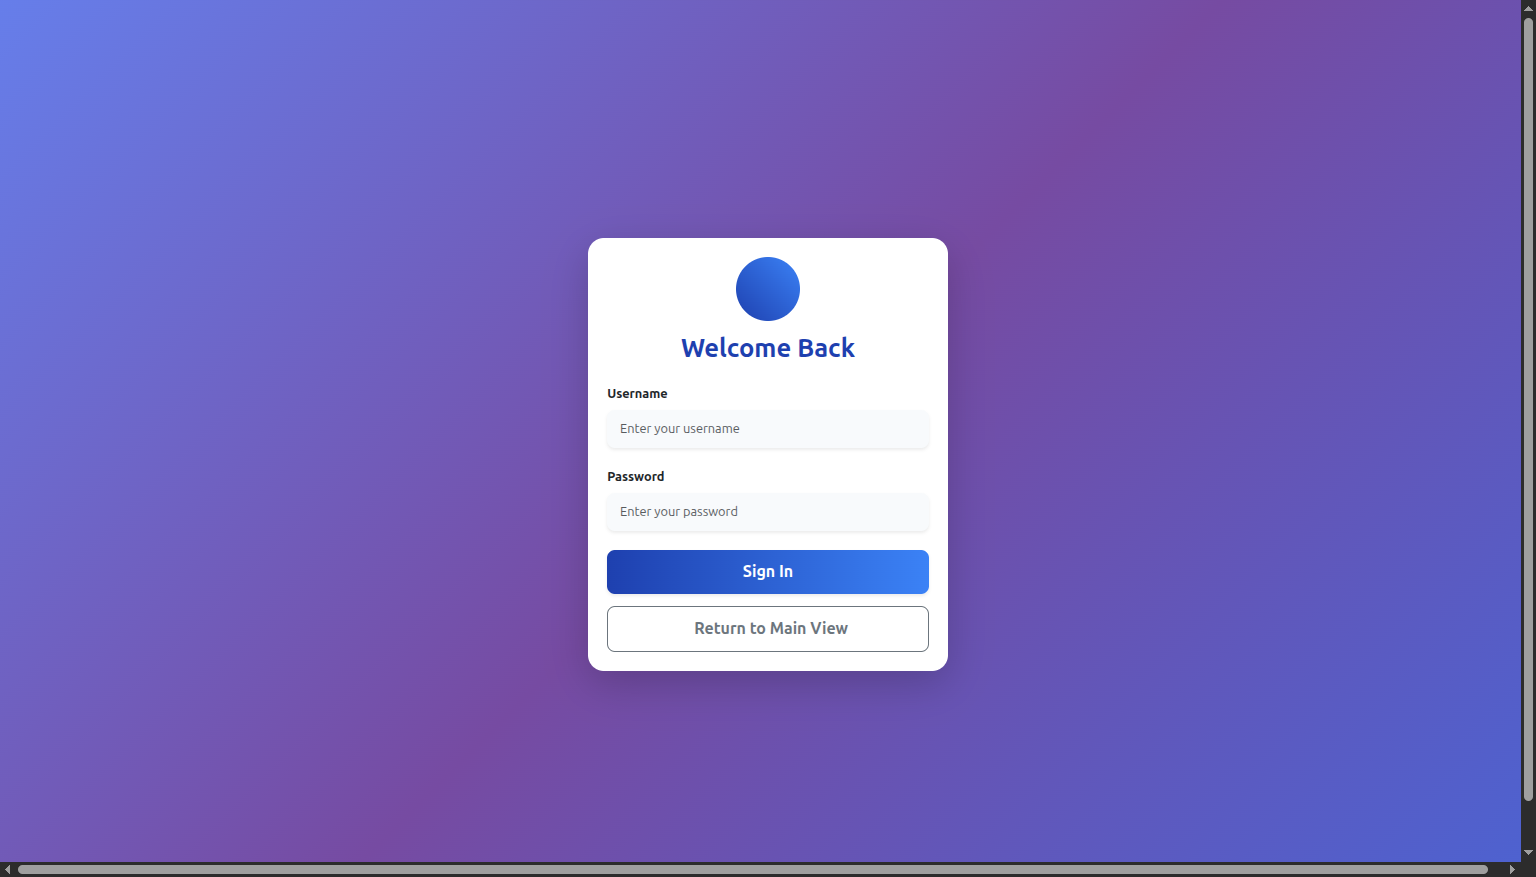 Welcome Back
Username
Enter your username
Password
Enter your password
Sign In
Return to Main View